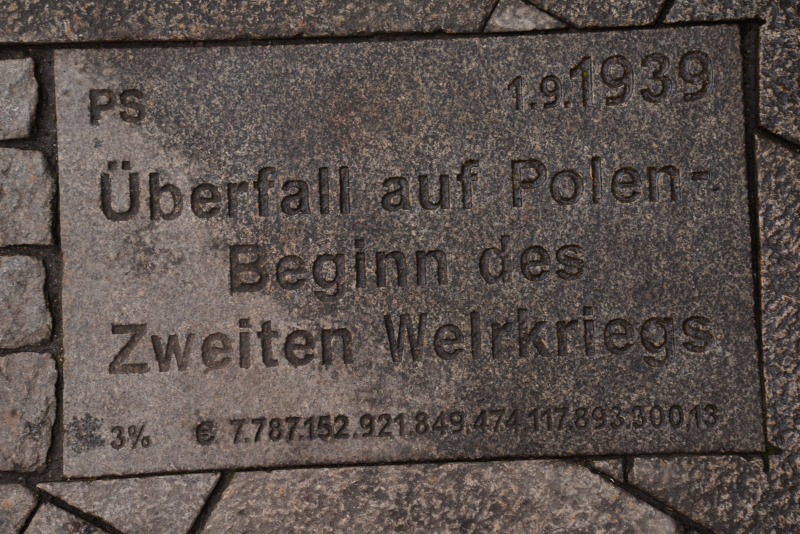 PS 1.9.1939
Überfall auf Polen-
Beginn des
Zweiten Welrkriegs
3% € 7.787.152.921.849.474.117.893.300,13